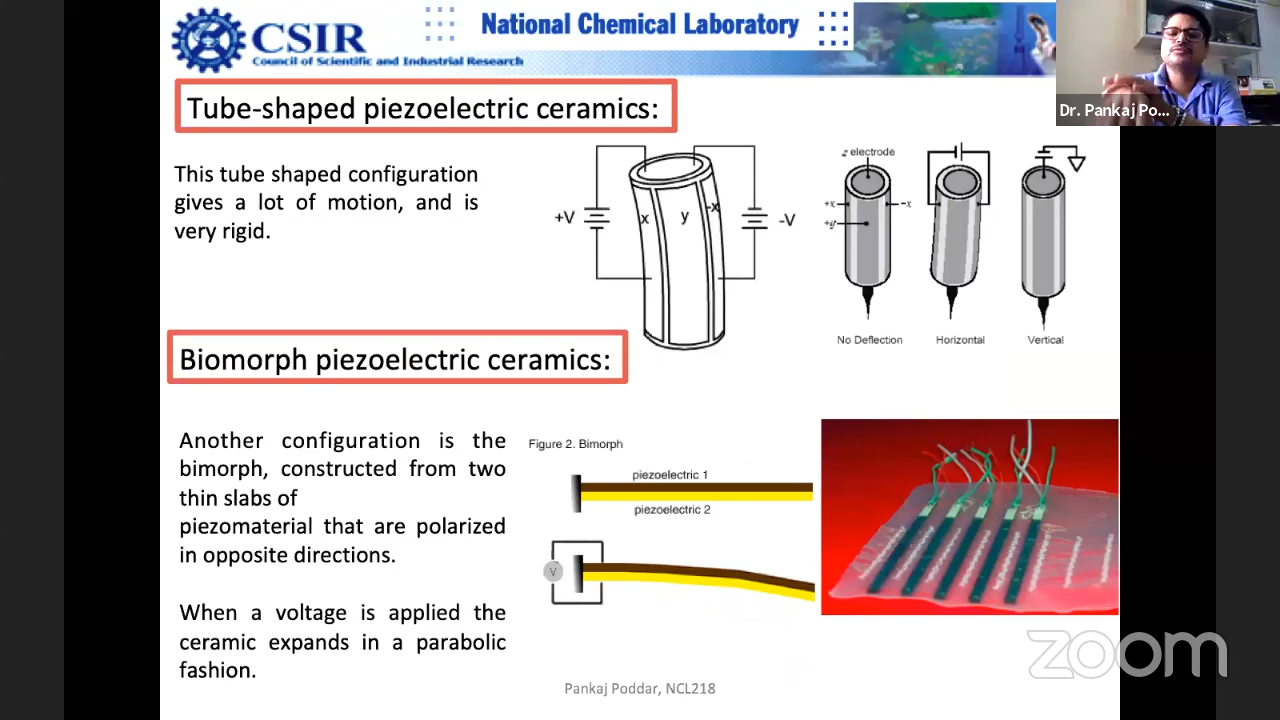 CSIR
Council of Scientific and Industrial Research
National Chemical Laboratory
Dr. Pankaj Po...
Tube-shaped piezoelectric ceramics:
This tube shaped configuration
gives a lot of motion, and is
very rigid.
+V
x
y
-x
-V
z electrode
+x
-x
+y
No Deflection
Horizontal
Vertical
Biomorph piezoelectric ceramics:
Another configuration is the
bimorph, constructed from two
thin slabs of
piezomaterial that are polarized
in opposite directions.
When a voltage is applied the
ceramic expands in a parabolic
fashion.
Figure 2. Bimorph
piezoelectric 1
piezoelectric 2
V
Pankaj Poddar, NCL218
zoom